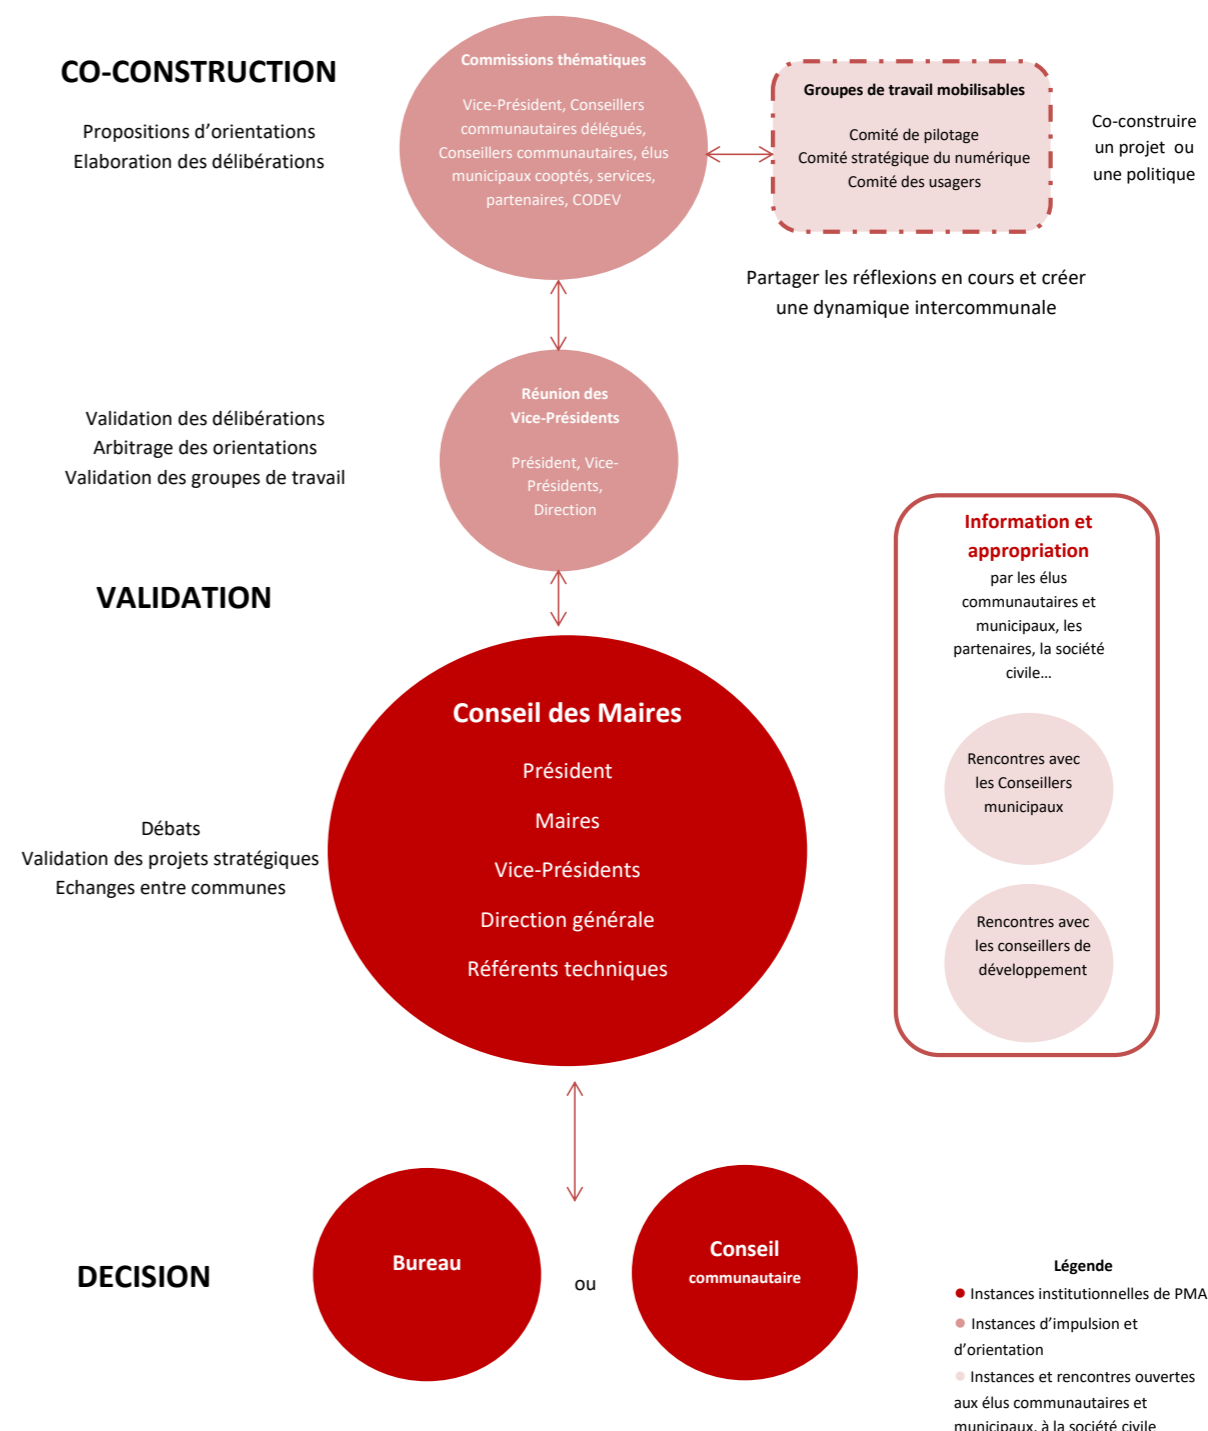 CO-CONSTRUCTION
Propositions d’orientations
Elaboration des délibérations
Commissions thématiques
Vice-Président, Conseillers
communautaires délégués,
Conseillers communautaires, élus
municipaux cooptés, services,
partenaires, CODEV
Groupes de travail mobilisables
Comité de pilotage
Comité stratégique du numérique
Comité des usagers
Co-construire
un projet ou
une politique
Partager les réflexions en cours et créer
une dynamique intercommunale
Validation des délibérations
Arbitrage des orientations
Validation des groupes de travail
Réunion des
Vice-Présidents
Président, Vice-
Présidents,
Direction
VALIDATION
Information et
appropriation
par les élus
communautaires et
municipaux, les
partenaires, la société
civile…
Rencontres avec
les Conseillers
municipaux
Rencontres avec
les conseillers de
développement
Conseil des Maires
Président
Maires
Vice-Présidents
Direction générale
Référents techniques
Débats
Validation des projets stratégiques
Echanges entre communes
DECISION
Bureau
ou
Conseil
communautaire
Légende
Instances institutionnelles de PMA
Instances d’impulsion et
d’orientation
Instances et rencontres ouvertes
aux élus communautaires et
municipaux, à la société civile